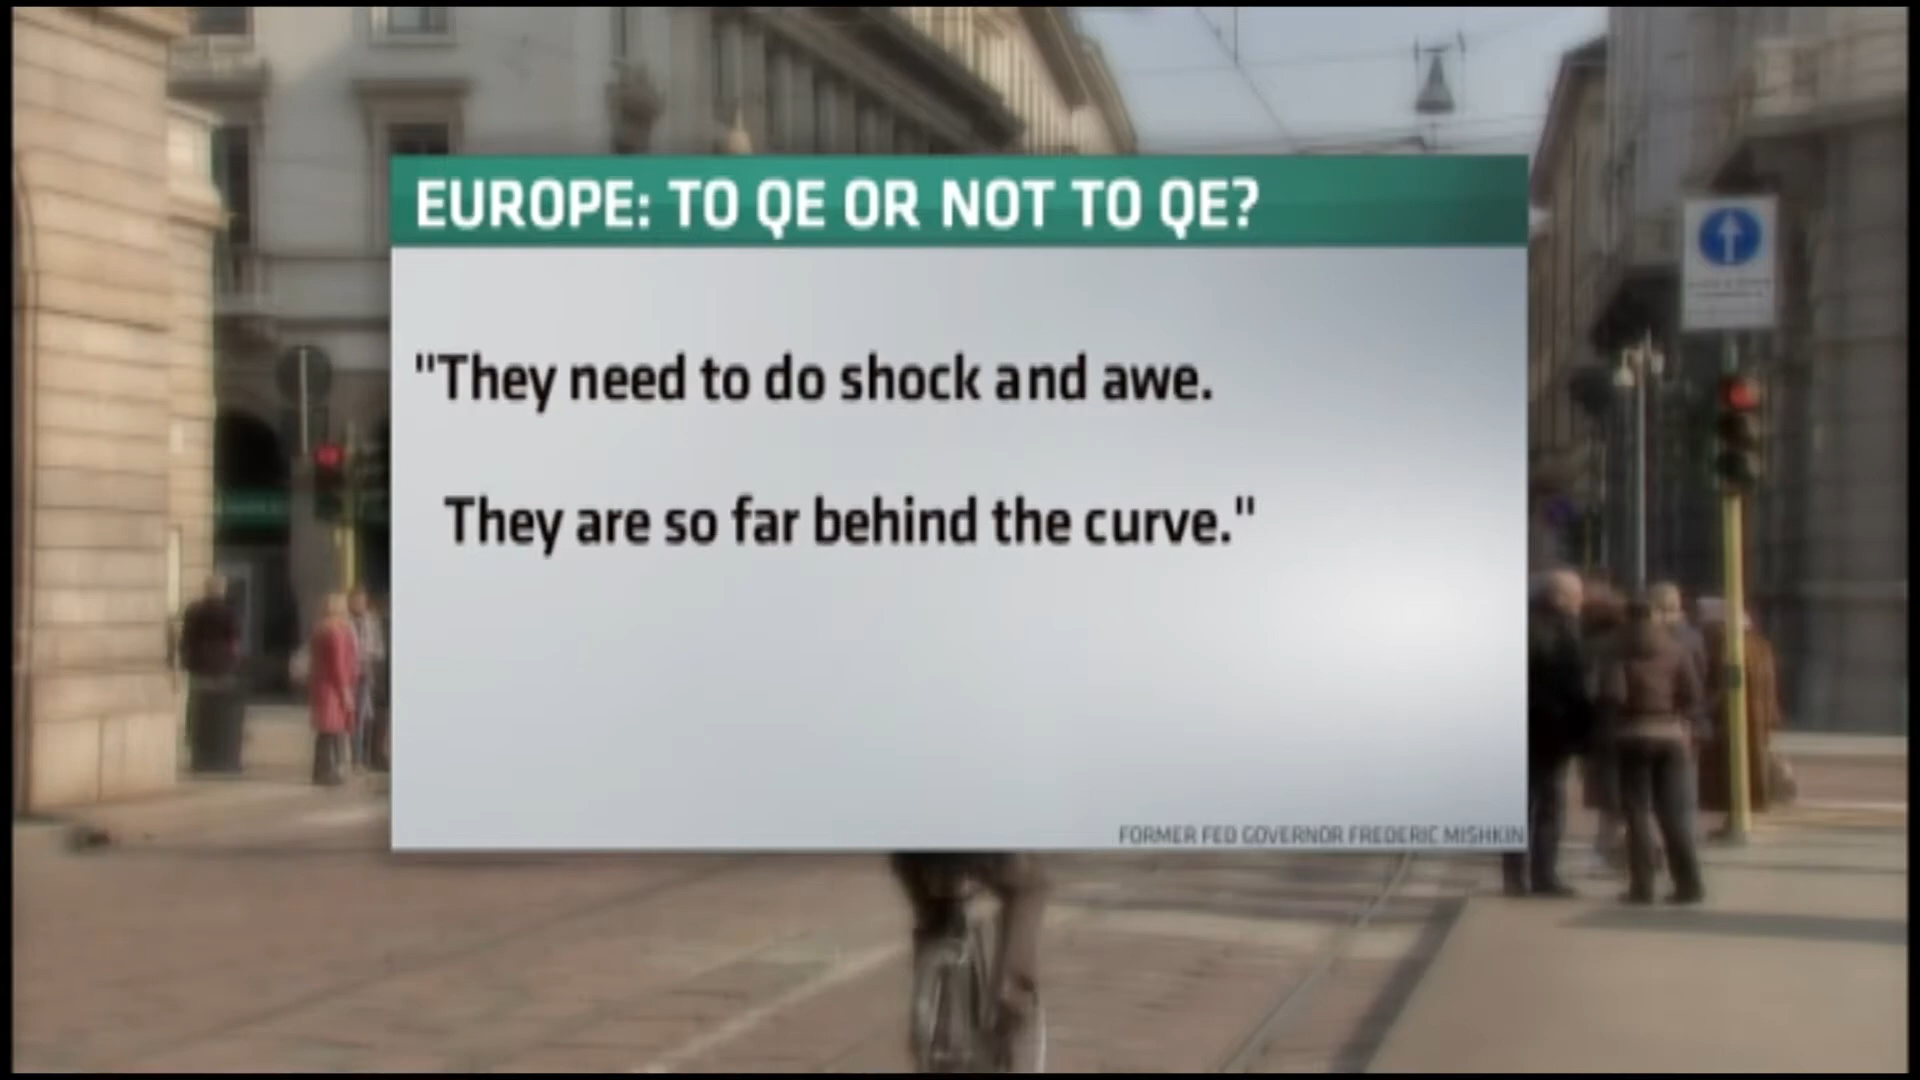 EUROPE: TO QE OR NOT TO QE?
"They need to do shock and awe.
They are so far behind the curve."
FORMER FED GOVERNOR FREDERIC MISHKIN